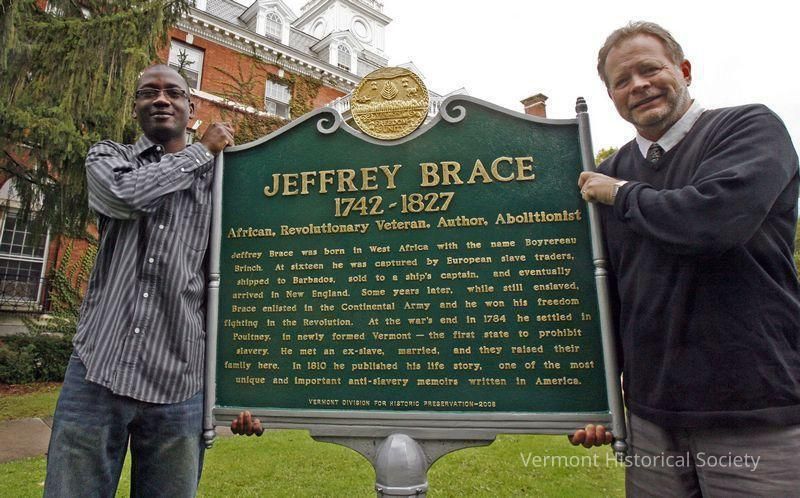 JEFFREY BRACE
1742-1827
African, Revolutionary Veteran, Author, Abolitionist
Jeffrey Brace was born in West Africa with the name Boyrereau
Brinch. At sixteen he was captured by European slave traders,
shipped to Barbados, sold to a ship's captain, and eventually
arrived in New England. Some years later, while still enslaved,
Brace enlisted in the Continental Army and he won his freedom
fighting in the Revolution. At the war's end in 1784 he settled in
Poultney, in newly formed Vermont — the first state to prohibit
slavery. He met an ex-slave, married, and they raised their
family here. In 1810 he published his life story, one of the most
unique and important anti-slavery memoirs written in America.
VERMONT DIVISION FOR HISTORIC PRESERVATION-2008
Vermont Historical Society